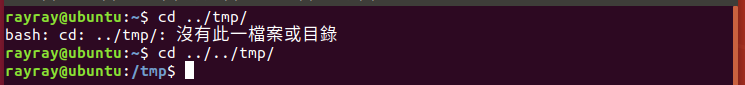 rayray@ubuntu:~$ cd ../tmp/
bash: cd: ../tmp/: 沒有此一檔案或目錄
rayray@ubuntu:~$ cd ../../tmp/
rayray@ubuntu:/tmp$